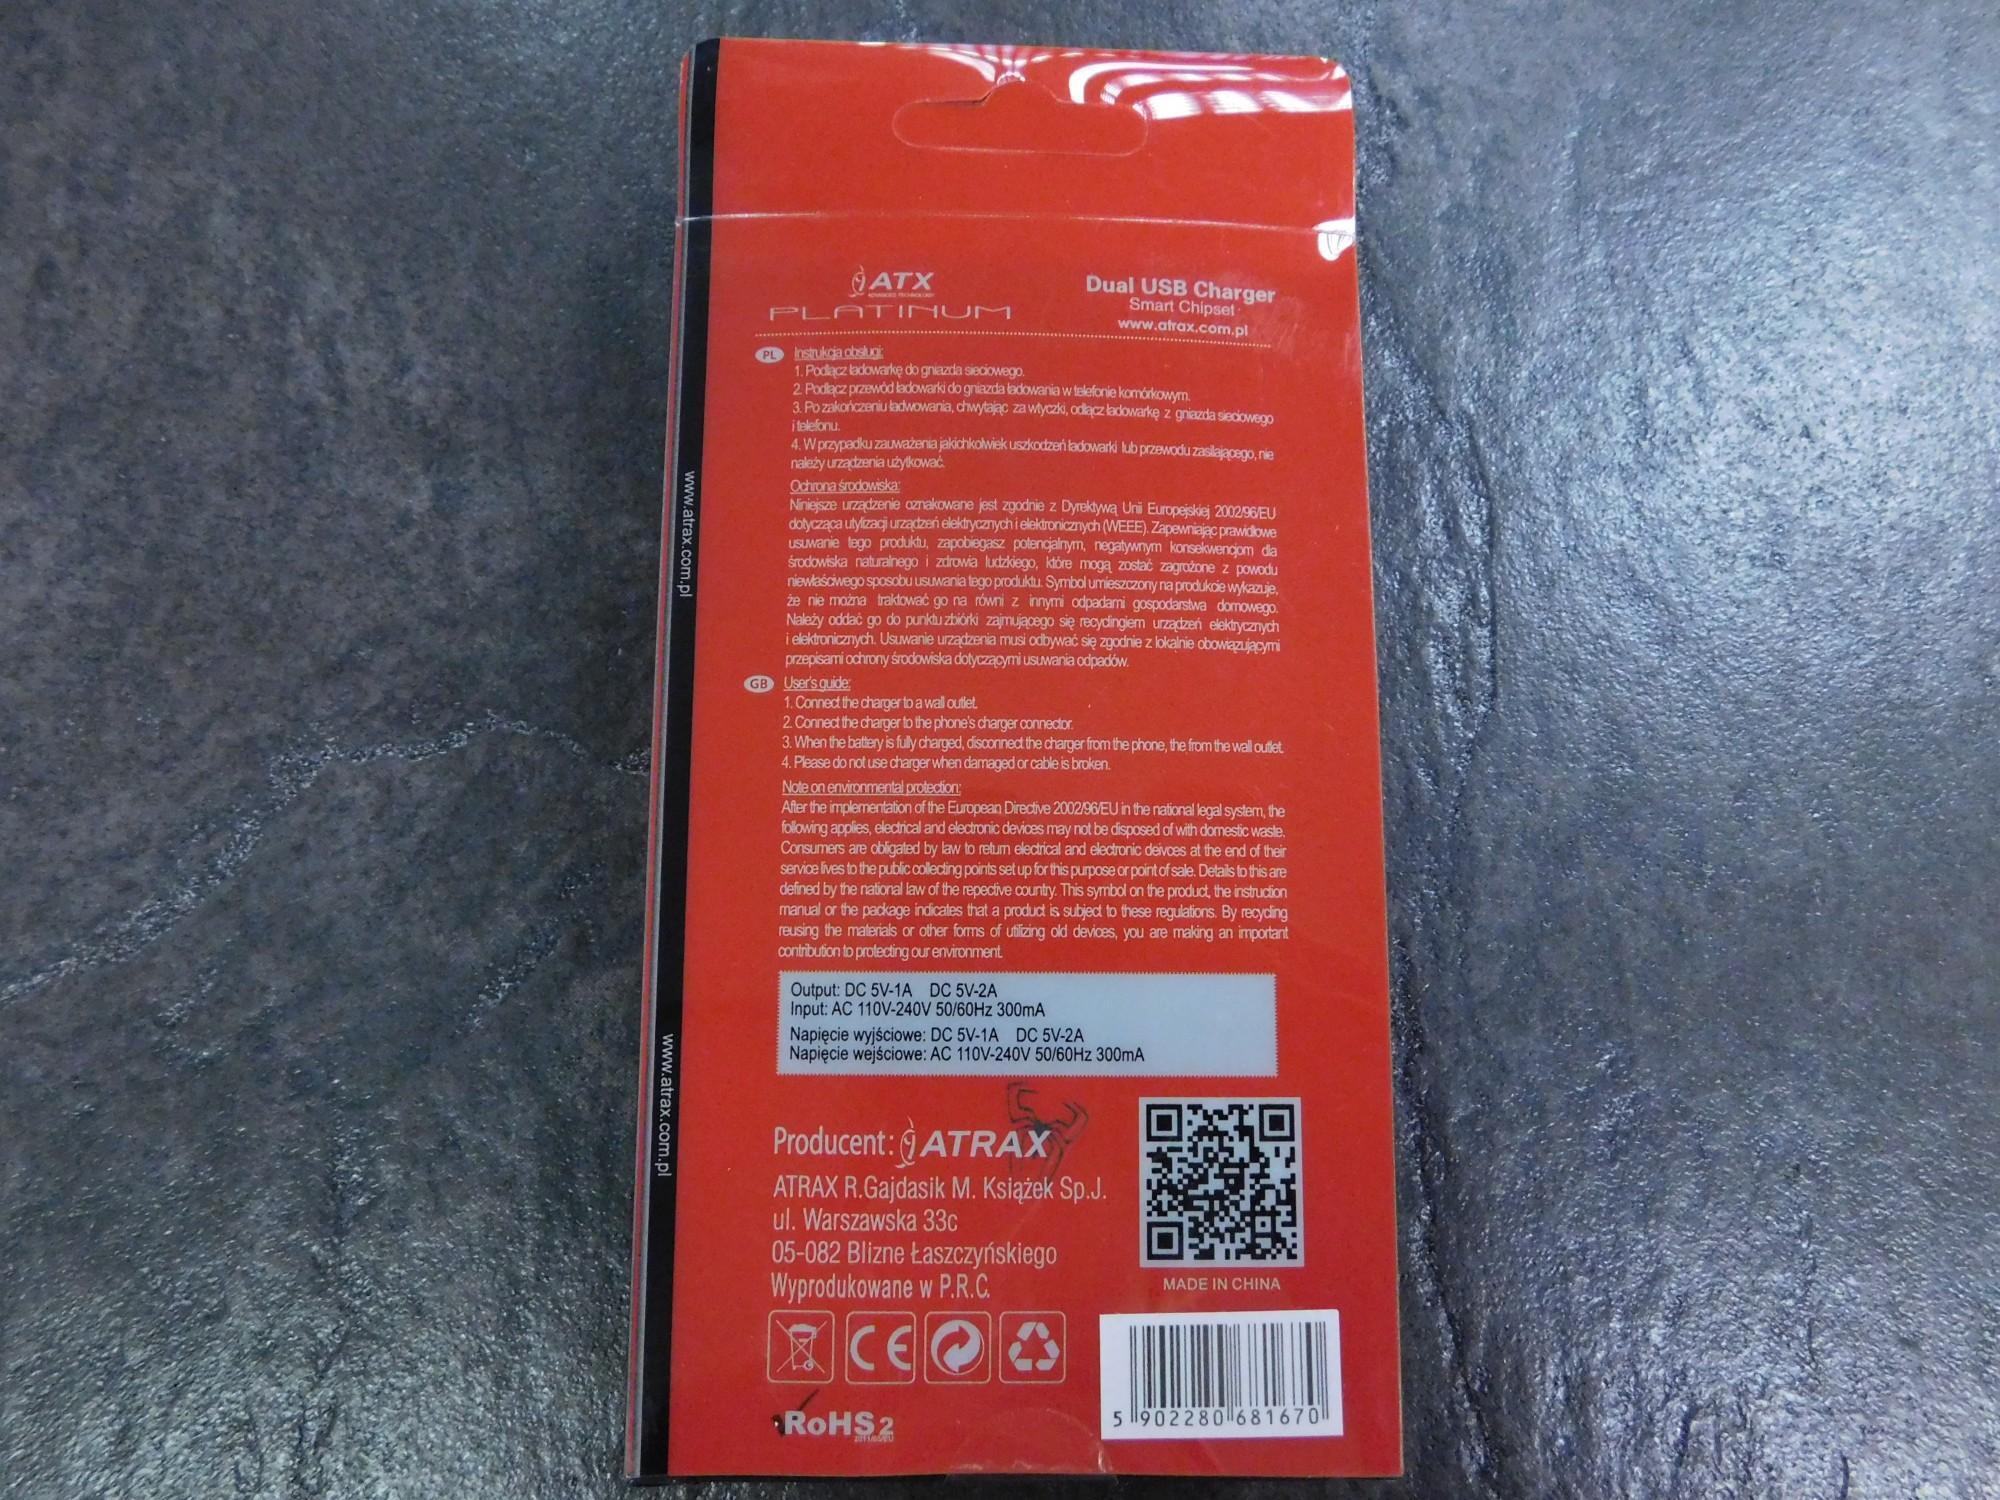 ATX
ADVANCED TECHNOLOGY
PLATINUM
Dual USB Charger
Smart Chipset
www.atrax.com.pl
PL Instrukcja obsługi:
1. Podłącz ładowarkę do gniazda sieciowego.
2. Podłącz przewód ładowarki do gniazda ładowania w telefonie komórkowym.
3. Po zakończeniu ładwowania, chwytając za wtyczki, odłącz ładowarkę z gniazda sieciowego
i telefonu.
4. W przypadku zauważenia jakichkolwiek uszkodzeń ładowarki lub przewodu zasilającego, nie
należy urządzenia użytkować.
Ochrona środowiska:
Niniejsze urządzenie oznakowane jest zgodnie z Dyrektywą Unii Europejskiej 2002/96/EU
dotycząca utylizacji urządzeń elektrycznych i elektronicznych (WEEE). Zapewniając prawidłowe
usuwanie tego produktu, zapobiegasz potencjalnym, negatywnym konsekwencjom dla
środowiska naturalnego i zdrowia ludzkiego, które mogą zostać zagrożone z powodu
niewłaściwego sposobu usuwania tego produktu. Symbol umieszczony na produkcie wykazuje,
że nie można traktować go na równi z innymi odpadami gospodarstwa domowego.
Należy oddać go do punktu zbiórki zajmującego się recyclingiem urządzeń elektrycznych
i elektronicznych. Usuwanie urządzenia musi odbywać się zgodnie z lokalnie obowiązującymi
przepisami ochrony środowiska dotyczącymi usuwania odpadów.
GB User's guide:
1. Connect the charger to a wall outlet.
2. Connect the charger to the phone's charger connector.
3. When the battery is fully charged, disconnect the charger from the phone, the from the wall outlet.
4. Please do not use charger when damaged or cable is broken.
Note on environmental protection:
After the implementation of the European Directive 2002/96/EU in the national legal system, the
following applies, electrical and electronic devices may not be disposed of with domestic waste.
Consumers are obligated by law to return electrical and electronic deivces at the end of their
service lives to the public collecting points set up for this purpose or point of sale. Details to this are
defined by the national law of the repective country. This symbol on the product, the instruction
manual or the package indicates that a product is subject to these regulations. By recycling
reusing the materials or other forms of utilizing old devices, you are making an important
contribution to protecting our environment.
Output: DC 5V-1A DC 5V-2A
Input: AC 110V-240V 50/60Hz 300mA
Napięcie wyjściowe: DC 5V-1A DC 5V-2A
Napięcie wejściowe: AC 110V-240V 50/60Hz 300mA
Producent: ATRAX
ATRAX R.Gajdasik M. Książek Sp.J.
ul. Warszawska 33c
05-082 Blizne Łaszczyńskiego
Wyprodukowane w P.R.C.
MADE IN CHINA
CE
RoHS 2
2011/65/EU
5 902280 681670
www.atrax.com.pl
www.atrax.com.pl